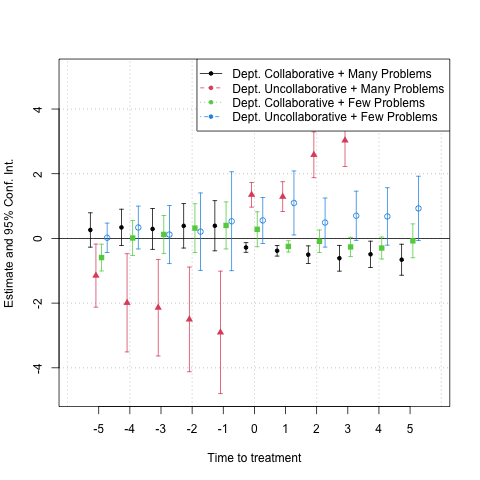 Dept. Collaborative + Many Problems
Dept. Uncollaborative + Many Problems
Dept. Collaborative + Few Problems
Dept. Uncollaborative + Few Problems
4
2
0
-2
-4
Estimate and 95% Conf. Int.
-5 -4 -3 -2 -1 0 1 2 3 4 5
Time to treatment